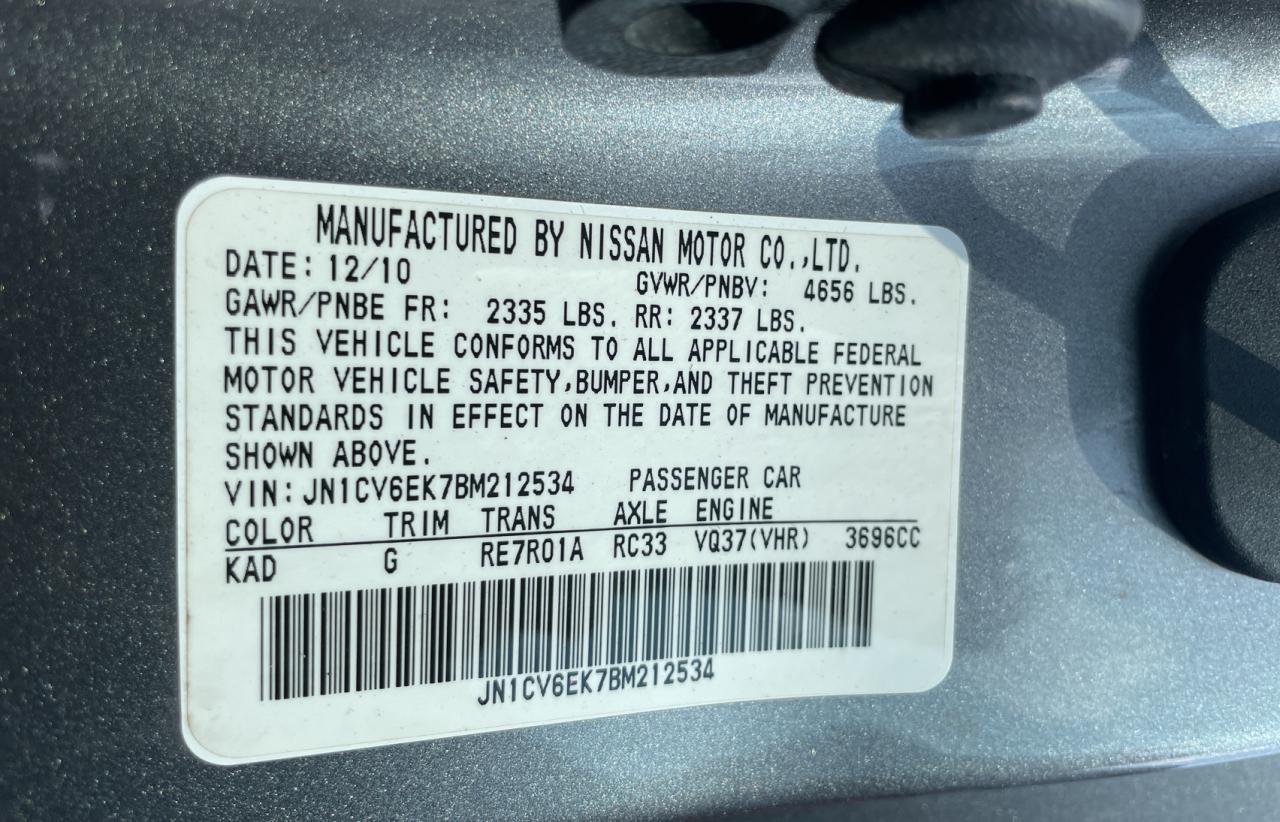 MANUFACTURED BY NISSAN MOTOR CO.,LTD.
DATE: 12/10 GVWR/PNBV: 4656 LBS.
GAWR/PNBE FR: 2335 LBS. RR: 2337 LBS.
THIS VEHICLE CONFORMS TO ALL APPLICABLE FEDERAL
MOTOR VEHICLE SAFETY,BUMPER,AND THEFT PREVENTION
STANDARDS IN EFFECT ON THE DATE OF MANUFACTURE
SHOWN ABOVE.
VIN: JN1CV6EK7BM212534 PASSENGER CAR
COLOR TRIM TRANS AXLE ENGINE
KAD G RE7R01A RC33 VQ37(VHR) 3696CC
JN1CV6EK7BM212534